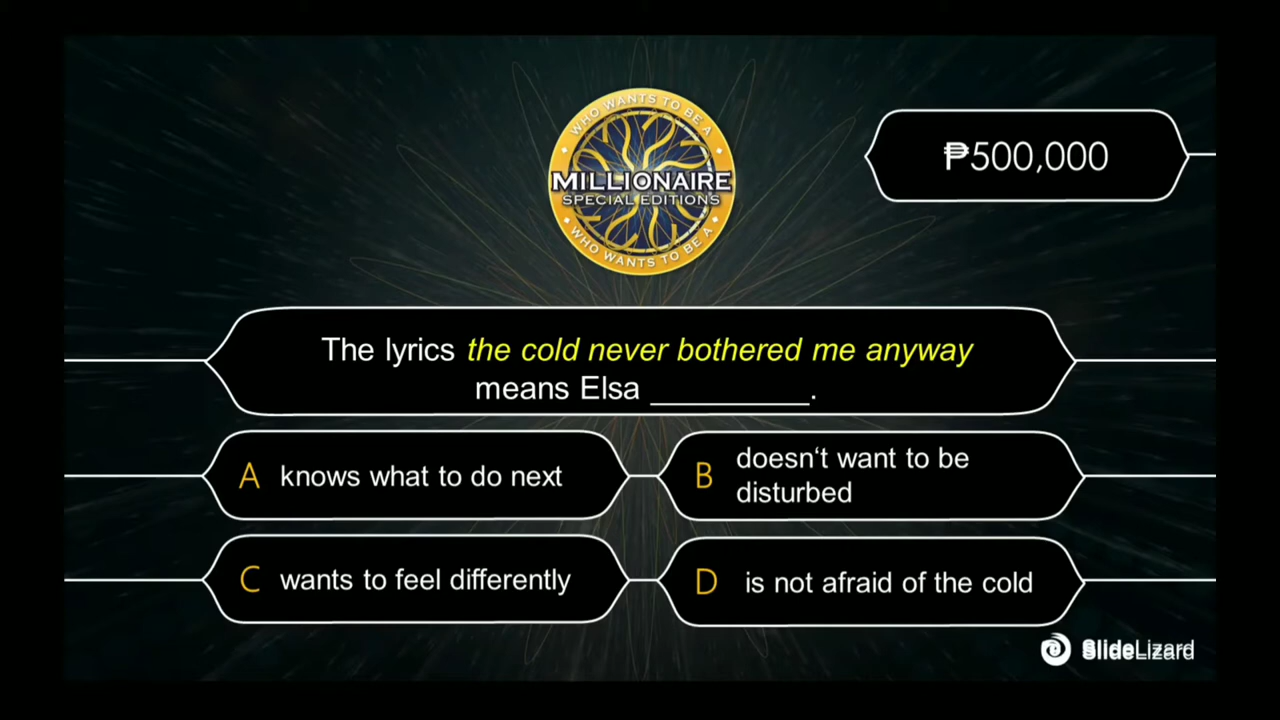 WHO WANTS TO BE A
MILLIONAIRE
SPECIAL EDITIONS
WHO WANTS TO BE A
₱500,000
The lyrics the cold never bothered me anyway
means Elsa __________.
A knows what to do next
B doesn‘t want to be
disturbed
C wants to feel differently
D is not afraid of the cold
SlideLizard